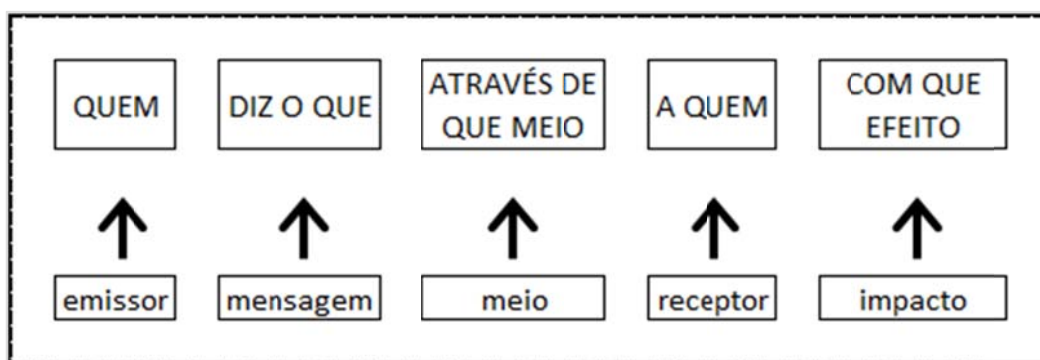 QUEM
DIZ O QUE
ATRAVÉS DE
QUE MEIO
A QUEM
COM QUE
EFEITO
emissor
mensagem
meio
receptor
impacto